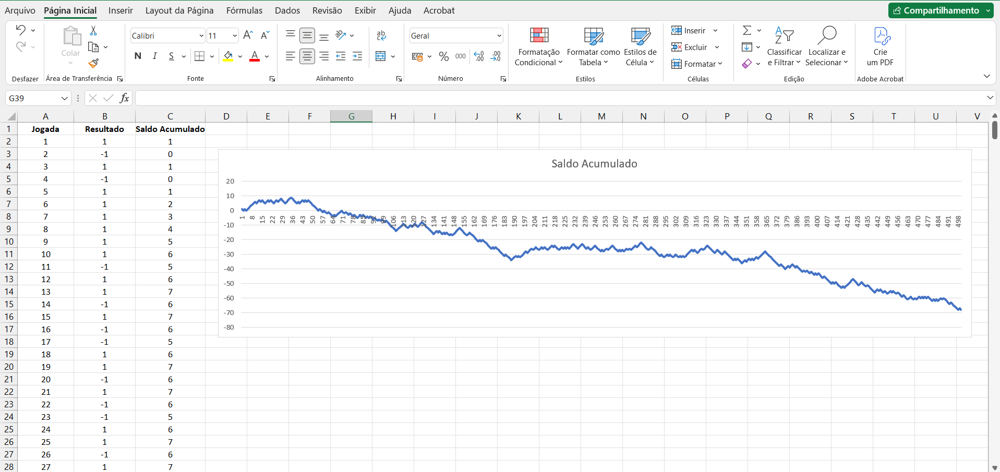 Arquivo Página Inicial Inserir Layout da Página Fórmulas Dados Revisão Exibir Ajuda Acrobat Compartilhamento
Colar
Calibri 11
N I S A
ab c
Geral
% 000
Formatação Condicional
Formatar como Tabela
Estilos de Célula
Inserir
Excluir
Formatar
Classificar e Filtrar
Localizar e Selecionar
Crie um PDF
Desfazer Área de Transferência Fonte Alinhamento Número Estilos Células Edição Adobe Acrobat
G39 fx
A B C D E F G H I J K L M N O P Q R S T U V
1 Jogada Resultado Saldo Acumulado
2 1 1 1
3 2 -1 0
4 3 1 1
5 4 -1 0
6 5 1 1
7 6 1 2
8 7 1 3
9 8 1 4
10 9 1 5
11 10 1 6
12 11 -1 5
13 12 1 6
14 13 1 7
15 14 -1 6
16 15 1 7
17 16 -1 6
18 17 -1 5
19 18 1 6
20 19 1 7
21 20 -1 6
22 21 1 7
23 22 -1 6
24 23 -1 5
25 24 1 6
26 25 1 7
27 26 -1 6
28 27 1 7
Saldo Acumulado
20
10
0
-10
-20
-30
-40
-50
-60
-70
-80
1 8 15 22 29 36 43 50 57 64 71 78 85 106 113 120 127 134 141 148 155 162 169 176 183 190 197 204 211 218 225 232 239 246 253 260 267 274 281 288 295 302 309 316 323 330 337 344 351 358 365 372 379 386 393 400 407 414 421 428 435 442 449 456 463 470 477 484 491 498